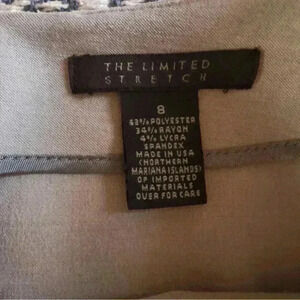 THE LIMITED
STRETCH
8
62% POLYESTER
34% RAYON
4% LYCRA
SPANDEX
MADE IN USA
(NORTHERN
MARIANA ISLANDS)
OF IMPORTED
MATERIALS
OVER FOR CARE